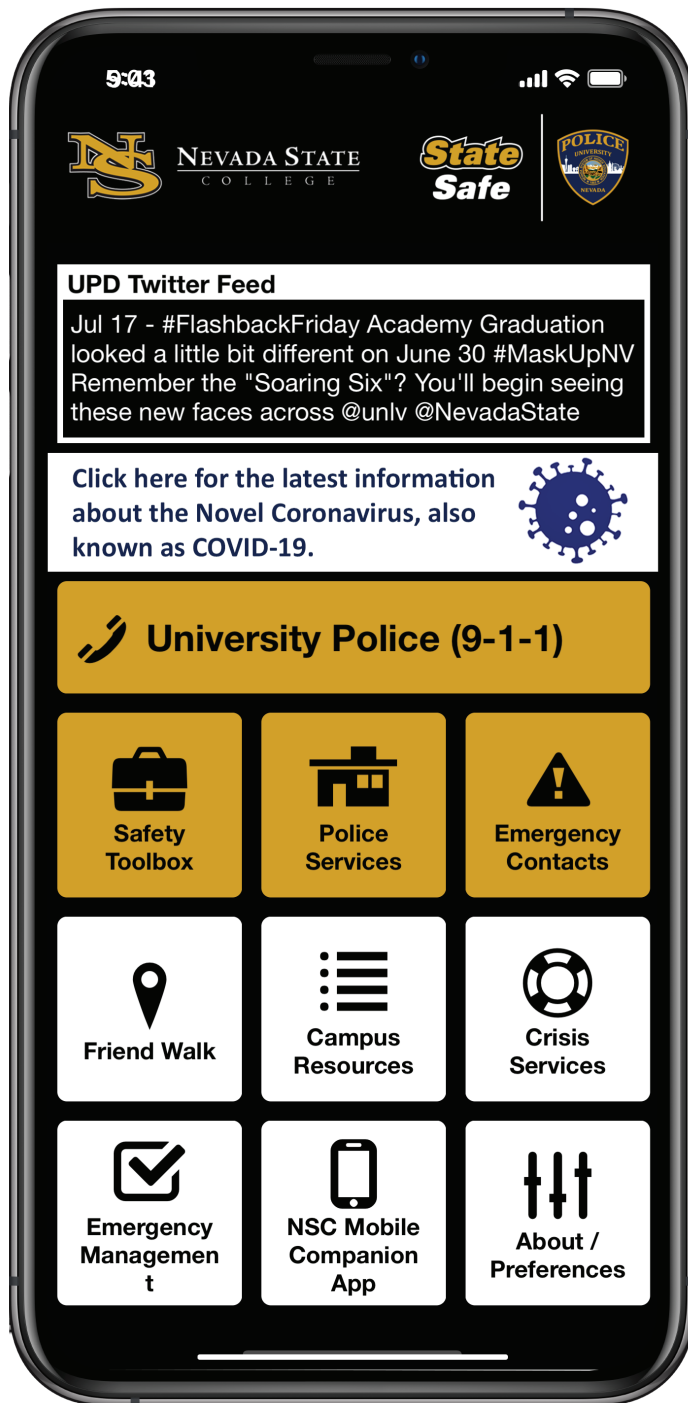 NS
NEVADA STATE
COLLEGE
State
Safe
POLICE
UNIVERSITY
NEVADA
UPD Twitter Feed
Jul 17 - #FlashbackFriday Academy Graduation
looked a little bit different on June 30 #MaskUpNV
Remember the "Soaring Six"? You'll begin seeing
these new faces across @unlv @NevadaState
Click here for the latest information
about the Novel Coronavirus, also
known as COVID-19.
University Police (9-1-1)
Safety
Toolbox
Police
Services
Emergency
Contacts
Friend Walk
Campus
Resources
Crisis
Services
Emergency
Managemen
t
NSC Mobile
Companion
App
About /
Preferences